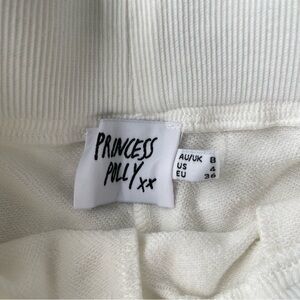 PRINCESS
POLLY xx
AU/UK 8
US 4
EU 36